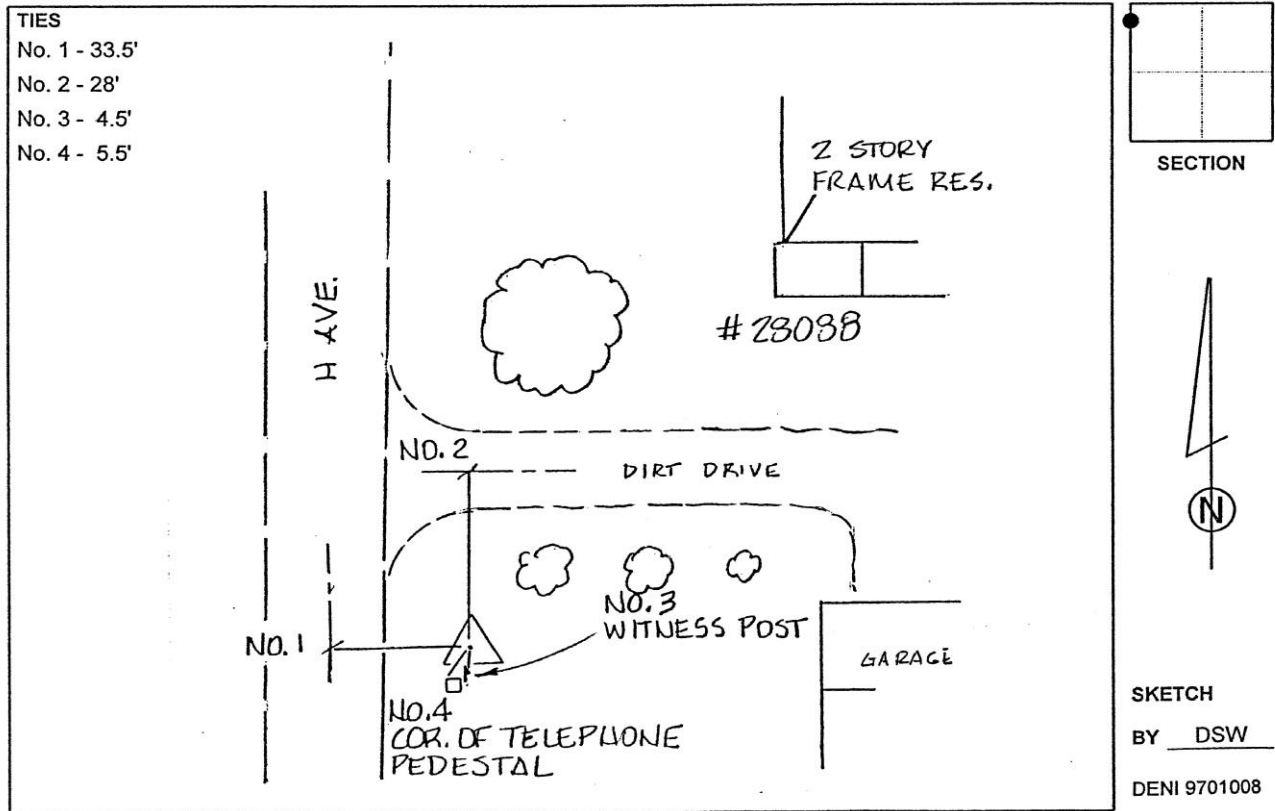 TIES
No. 1 - 33.5'
No. 2 - 28'
No. 3 - 4.5'
No. 4 - 5.5'
2 STORY
FRAME RES.
SECTION
H AVE.
# 28088
NO. 2
DIRT DRIVE
N
NO. 3
WITNESS POST
NO. 1
GARAGE
NO. 4
COR. OF TELEPHONE
PEDESTAL
SKETCH
BY DSW
DENI 9701008